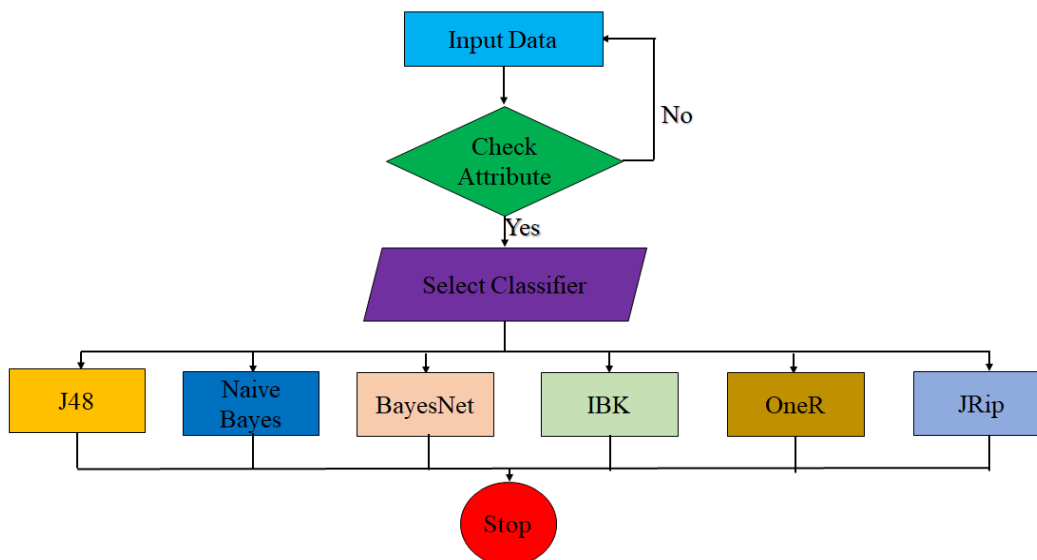 Input Data
No
Check
Attribute
Yes
Select Classifier
J48
Naive
Bayes
BayesNet
IBK
OneR
JRip
Stop